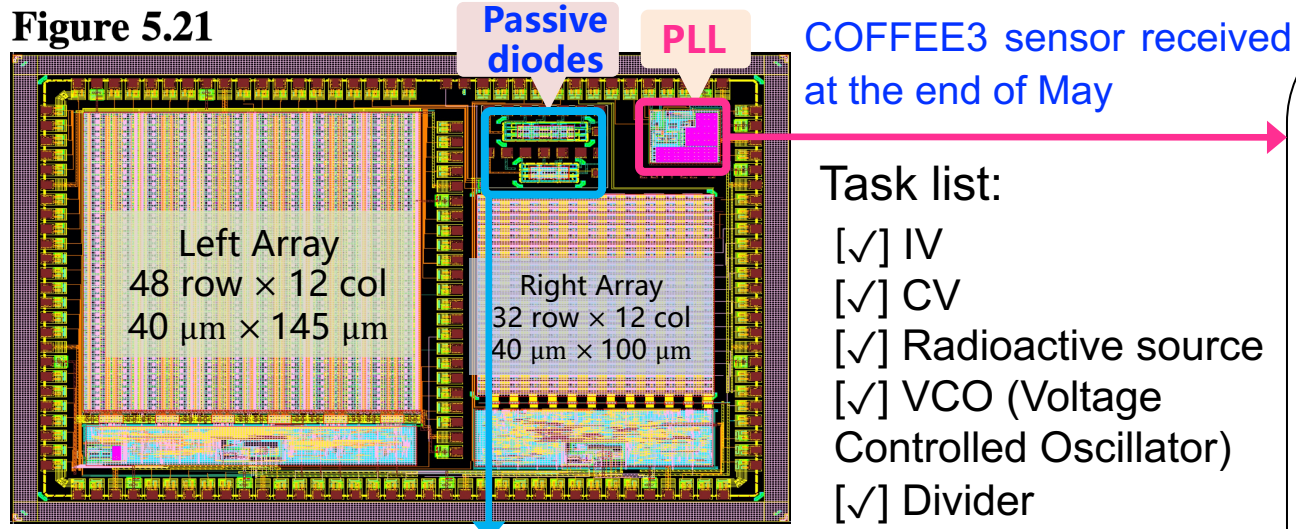 Figure 5.21
Passive
diodes
PLL
COFFEE3 sensor received
at the end of May
Left Array
48 row × 12 col
40 μm × 145 μm
Right Array
32 row × 12 col
40 μm × 100 μm
Task list:
[✓] IV
[✓] CV
[✓] Radioactive source
[✓] VCO (Voltage
Controlled Oscillator)
[✓] Divider